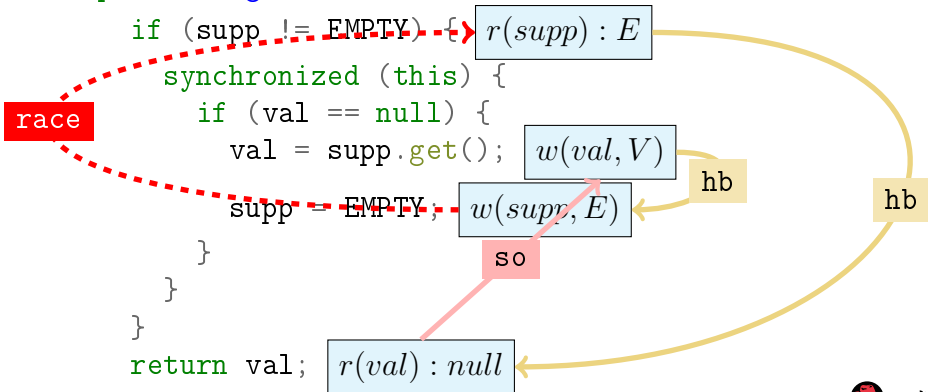 if (supp != EMPTY) { r(supp) : E
synchronized (this) {
if (val == null) {
race
val = supp.get(); w(val, V)
hb
supp = EMPTY; w(supp, E)
hb
}
so
}
}
return val; r(val) : null